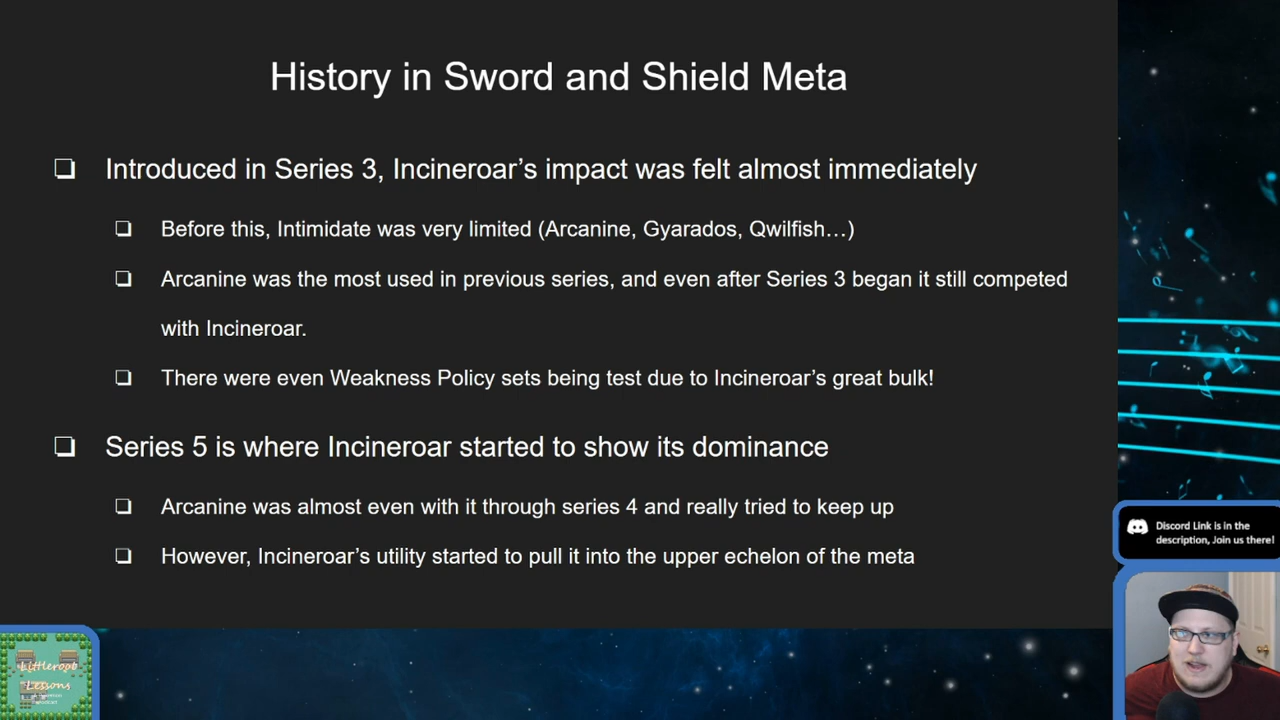 History in Sword and Shield Meta
❏ Introduced in Series 3, Incineroar’s impact was felt almost immediately
❏ Before this, Intimidate was very limited (Arcanine, Gyarados, Qwilfish…)
❏ Arcanine was the most used in previous series, and even after Series 3 began it still competed
with Incineroar.
❏ There were even Weakness Policy sets being test due to Incineroar’s great bulk!
❏ Series 5 is where Incineroar started to show its dominance
❏ Arcanine was almost even with it through series 4 and really tried to keep up
❏ However, Incineroar’s utility started to pull it into the upper echelon of the meta
Discord Link is in the
description, Join us there!
Littleroot
Lessons